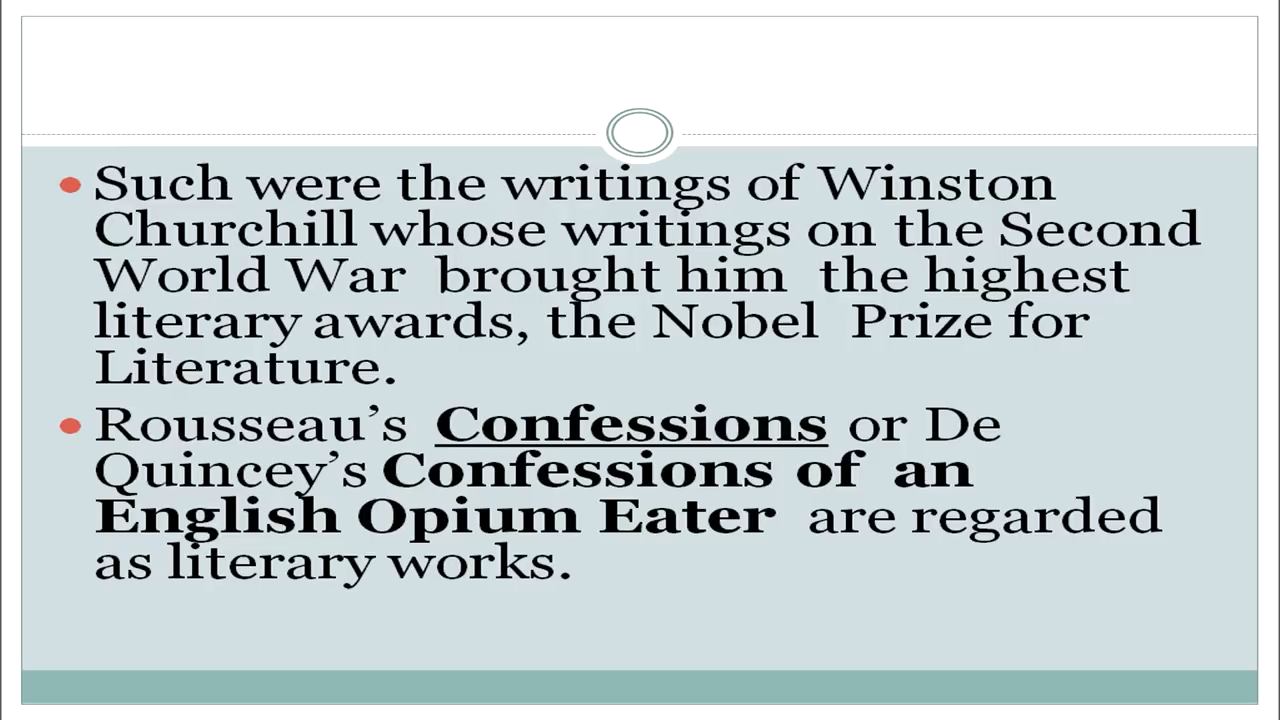 Such were the writings of Winston
Churchill whose writings on the Second
World War brought him the highest
literary awards, the Nobel Prize for
Literature.
Rousseau's Confessions or De
Quincey's Confessions of an
English Opium Eater are regarded
as literary works.